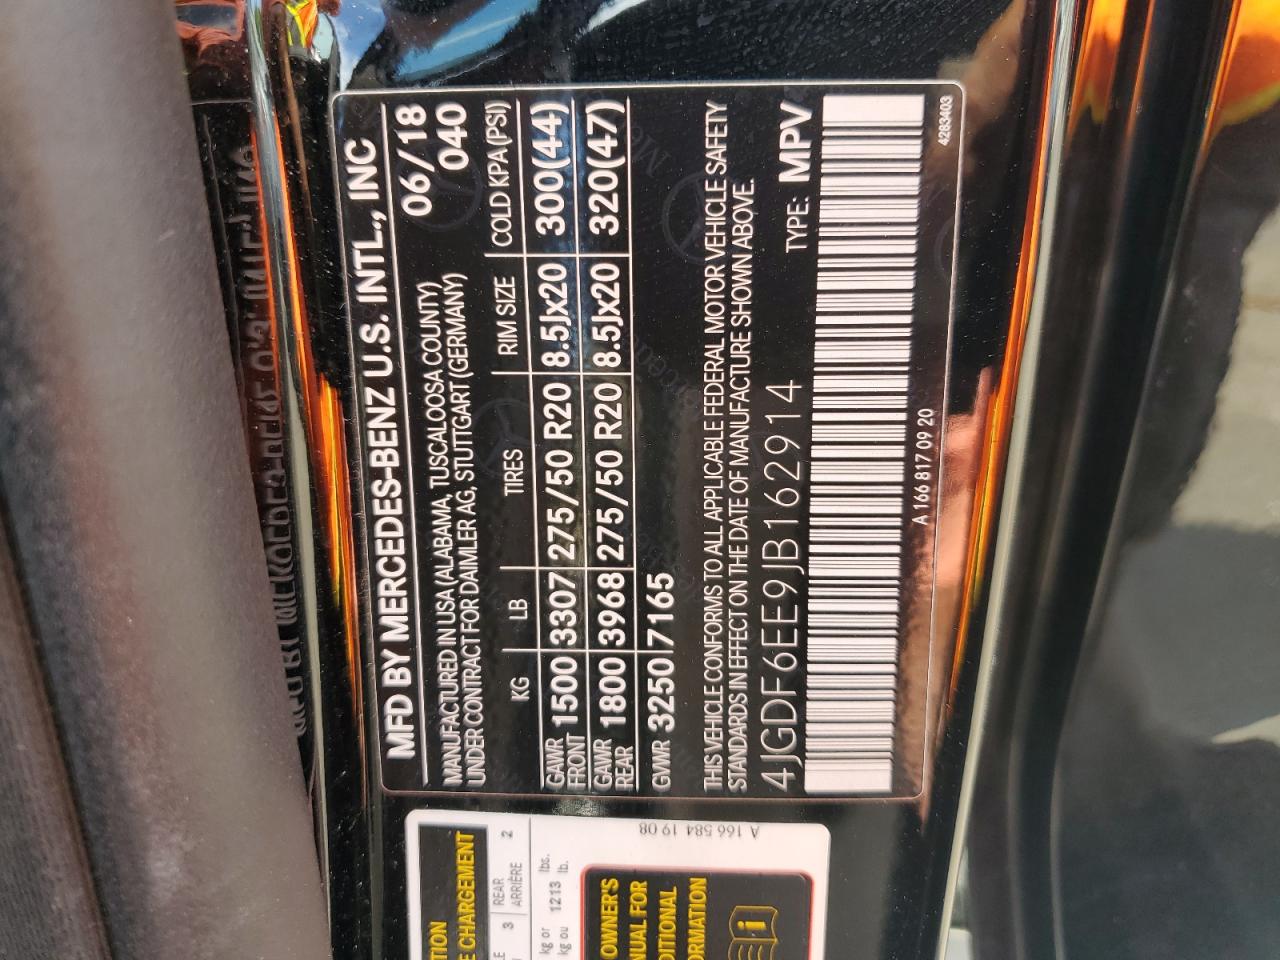 MFD BY MERCEDES-BENZ U.S. INTL., INC
06/18
MANUFACTURED IN USA (ALABAMA, TUSCALOOSA COUNTY) 040
UNDER CONTRACT FOR DAIMLER AG, STUTTGART (GERMANY)
KG LB TIRES RIM SIZE COLD KPA (PSI)
GAWR FRONT 1500 3307 275/50 R20 8.5Jx20 300(44)
GAWR REAR 1800 3968 275/50 R20 8.5Jx20 320(47)
GVWR 3250 7165
THIS VEHICLE CONFORMS TO ALL APPLICABLE FEDERAL MOTOR VEHICLE SAFETY
STANDARDS IN EFFECT ON THE DATE OF MANUFACTURE SHOWN ABOVE.
4JGDF6EE9JB162914 TYPE: MPV
A 166 817 09 20
4283403
E CHARGEMENT
3 REAR 2
ARRIÈRE
kg or 1213 lbs.
kg ou lb.
OWNER'S
FOR
A 166 584 19 08